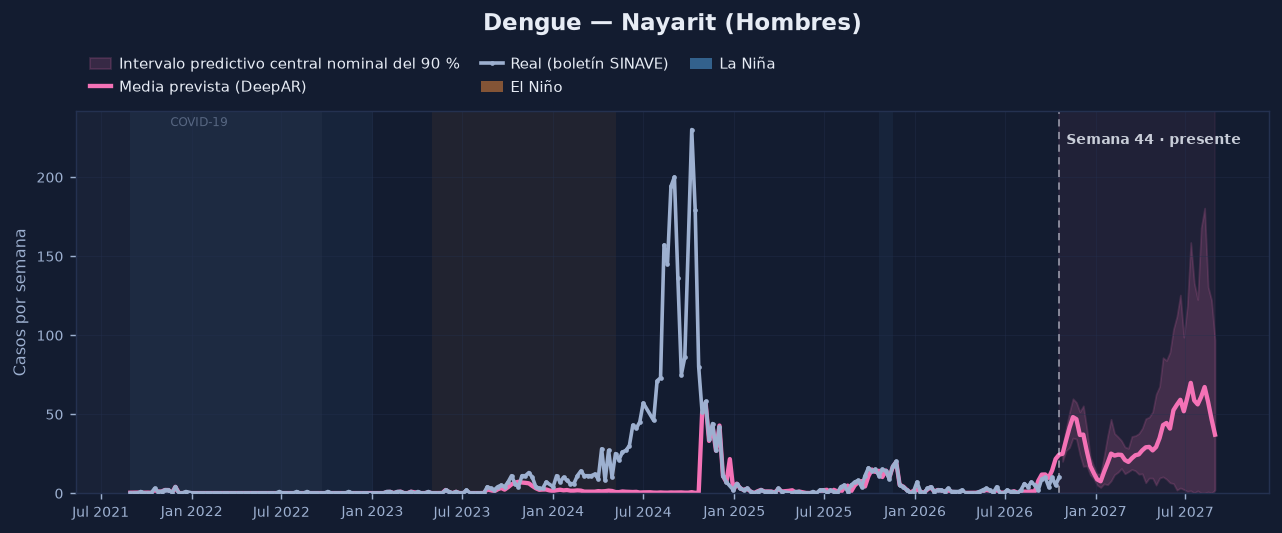 Dengue — Nayarit (Hombres)
Intervalo predictivo central nominal del 90 %
Real (boletín SINAVE)
La Niña
Media prevista (DeepAR)
El Niño
COVID-19
Semana 44 · presente
Casos por semana
200
150
100
50
0
Jul 2021
Jan 2022
Jul 2022
Jan 2023
Jul 2023
Jan 2024
Jul 2024
Jan 2025
Jul 2025
Jan 2026
Jul 2026
Jan 2027
Jul 2027